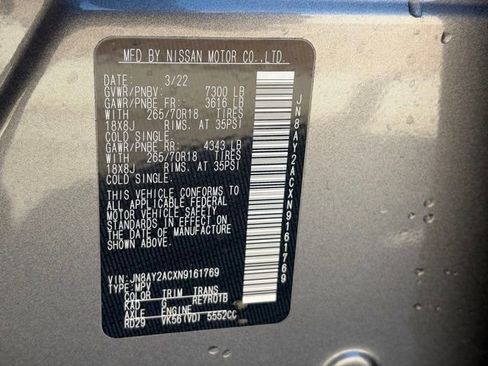 MFD BY NISSAN MOTOR CO.,LTD.
DATE: 3/22
GVWR/PNBV: 7300 LB
GAWR/PNBE FR: 3616 LB
WITH 265/70R18 TIRES
18X8J RIMS. AT 35PSI
COLD SINGLE.
GAWR/PNBE RR: 4343 LB
WITH 265/70R18 TIRES
18X8J RIMS. AT 35PSI
COLD SINGLE.
THIS VEHICLE CONFORMS TO
ALL APPLICABLE FEDERAL
MOTOR VEHICLE SAFETY
STANDARDS IN EFFECT ON
THE DATE OF MANUFACTURE
SHOWN ABOVE.
VIN: JN8AY2ACXN9161769
TYPE: MPV
COLOR TRIM TRANS
KAD G RE7R01B
AXLE ENGINE
RD29 VK56(VD) 5552CC
JN8AY2ACXN9161769